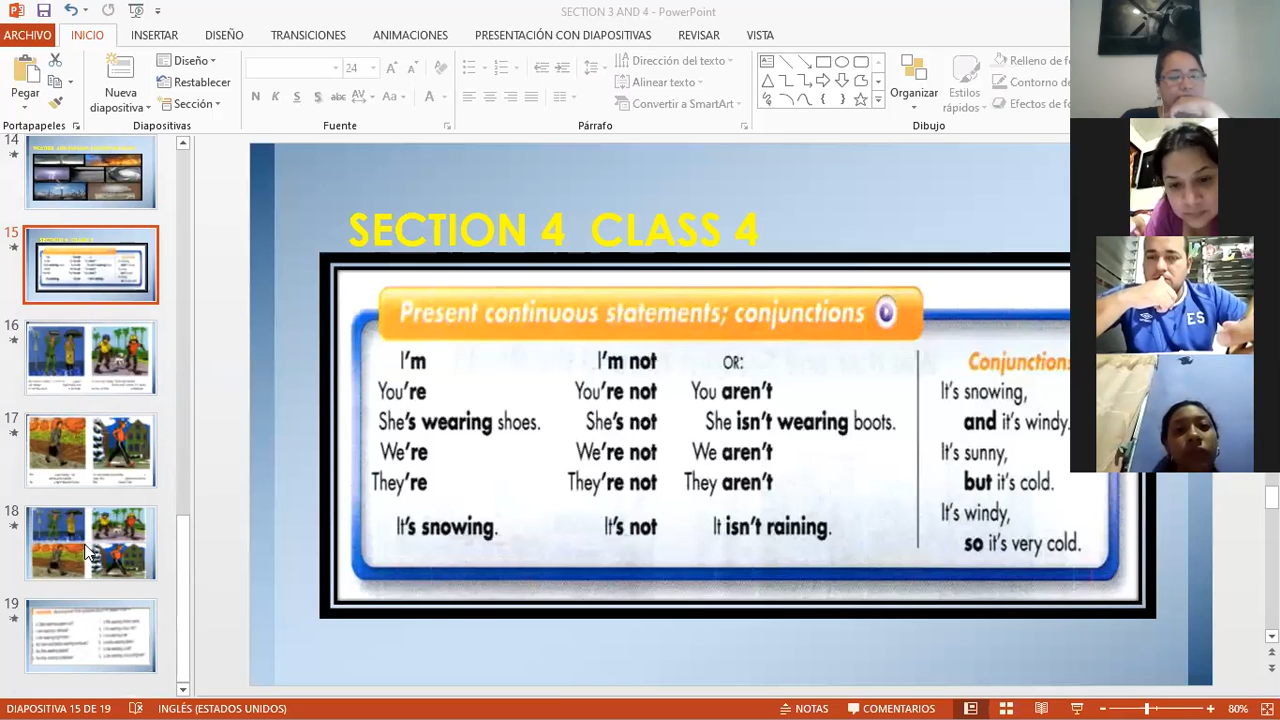 SECTION 3 AND 4 - PowerPoint
ARCHIVO INICIO INSERTAR DISEÑO TRANSICIONES ANIMACIONES PRESENTACIÓN CON DIAPOSITIVAS REVISAR VISTA
Pegar
Nueva diapositiva
Diseño
Restablecer
Sección
24
N K S S abc AV Aa A
Dirección del texto
Alinear texto
Convertir a SmartArt
Organizar
Estilos rápidos
Relleno de
Contorno de
Efectos de fo
Portapapeles Diapositivas Fuente Párrafo Dibujo
14
15
16
17
18
19
SECTION 4 CLASS 4
Present continuous statements; conjunctions
I'm I'm not OR: Conjunctions
You're You're not You aren't It's snowing,
She's wearing shoes. She's not She isn't wearing boots. and it's windy.
We're We're not We aren't It's sunny,
They're They're not They aren't but it's cold.
It's windy,
It's snowing. It's not It isn't raining. so it's very cold.
ES
DIAPOSITIVA 15 DE 19 INGLÉS (ESTADOS UNIDOS) NOTAS COMENTARIOS 80%